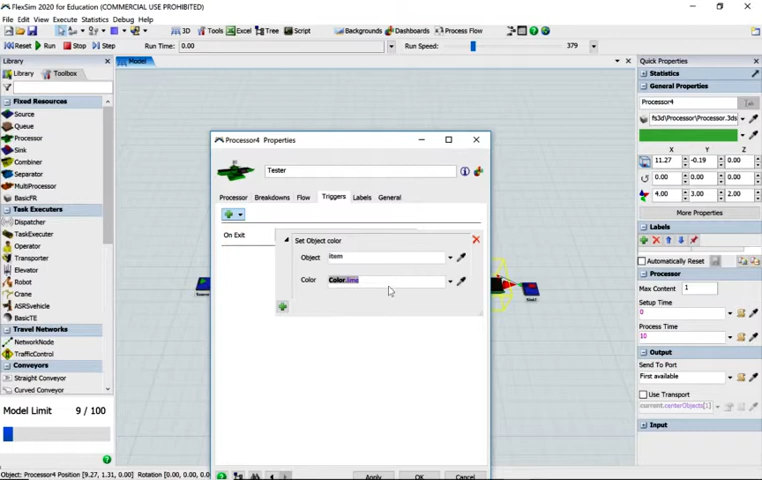 FlexSim 2020 for Education (COMMERCIAL USE PROHIBITED)
File Edit View Execute Statistics Debug Help
3D Tools Excel Tree Script Backgrounds Dashboards Process Flow
Reset Run Stop Step Run Time: 0.00 Run Speed: 379
Library
Library Toolbox
Fixed Resources
Source
Queue
Processor
Sink
Combiner
Separator
MultiProcessor
BasicFR
Task Executers
Dispatcher
TaskExecuter
Operator
Transporter
Elevator
Robot
Crane
ASRSvehicle
BasicTE
Travel Networks
NetworkNode
TrafficControl
Conveyors
Straight Conveyor
Curved Conveyor
Model Limit 9 / 100
Model
Processor4 Properties
Tester
Processor Breakdowns Flow Triggers Labels General
On Exit
Set Object color
Object item
Color Color.lime
Apply OK Cancel
Source1
Sink1
Quick Properties
Statistics
General Properties
Processor4
fs3d\Processor\Processor.3ds
X Y Z
11.27 -0.19 0.00
0.00 0.00 0.00
4.00 3.00 2.00
More Properties
Labels
Automatically Reset
Processor
Max Content 1
Setup Time
0
Process Time
10
Output
Send To Port
First available
Use Transport
current.centerObjects[1]
Input
Object: Processor4 Position [9.27, 1.31, 0.00] Rotation [0.00, 0.00, 0